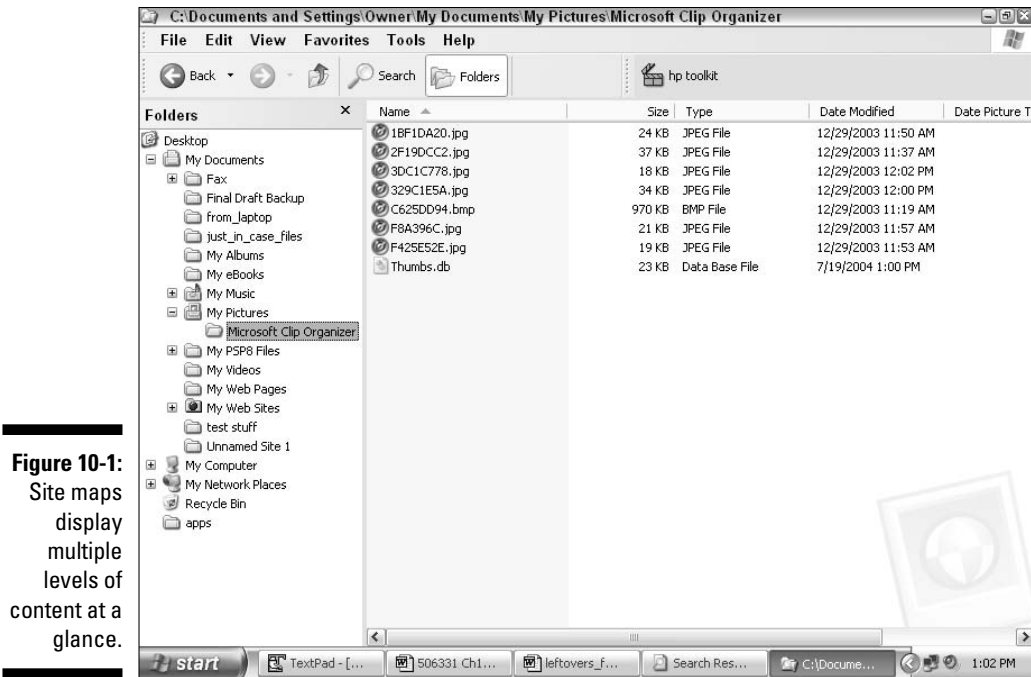 C:\Documents and Settings\Owner\My Documents\My Pictures\Microsoft Clip Organizer
File Edit View Favorites Tools Help
Back Search Folders hp toolkit
Folders
Desktop
My Documents
Fax
Final Draft Backup
from_laptop
just_in_case_files
My Albums
My eBooks
My Music
My Pictures
Microsoft Clip Organizer
My PSP8 Files
My Videos
My Web Pages
My Web Sites
test stuff
Unnamed Site 1
My Computer
My Network Places
Recycle Bin
apps
Name Size Type Date Modified Date Picture T
1BF1DA20.jpg 24 KB JPEG File 12/29/2003 11:50 AM
2F19DCC2.jpg 37 KB JPEG File 12/29/2003 11:37 AM
3DC1C778.jpg 18 KB JPEG File 12/29/2003 12:02 PM
329C1E5A.jpg 34 KB JPEG File 12/29/2003 12:00 PM
C625DD94.bmp 970 KB BMP File 12/29/2003 11:19 AM
F8A396C.jpg 21 KB JPEG File 12/29/2003 11:57 AM
F425E52E.jpg 19 KB JPEG File 12/29/2003 11:53 AM
Thumbs.db 23 KB Data Base File 7/19/2004 1:00 PM
start TextPad - [... 506331 Ch1... leftovers_f... Search Res... C:\Docume... 1:02 PM
Figure 10-1:
Site maps
display
multiple
levels of
content at a
glance.